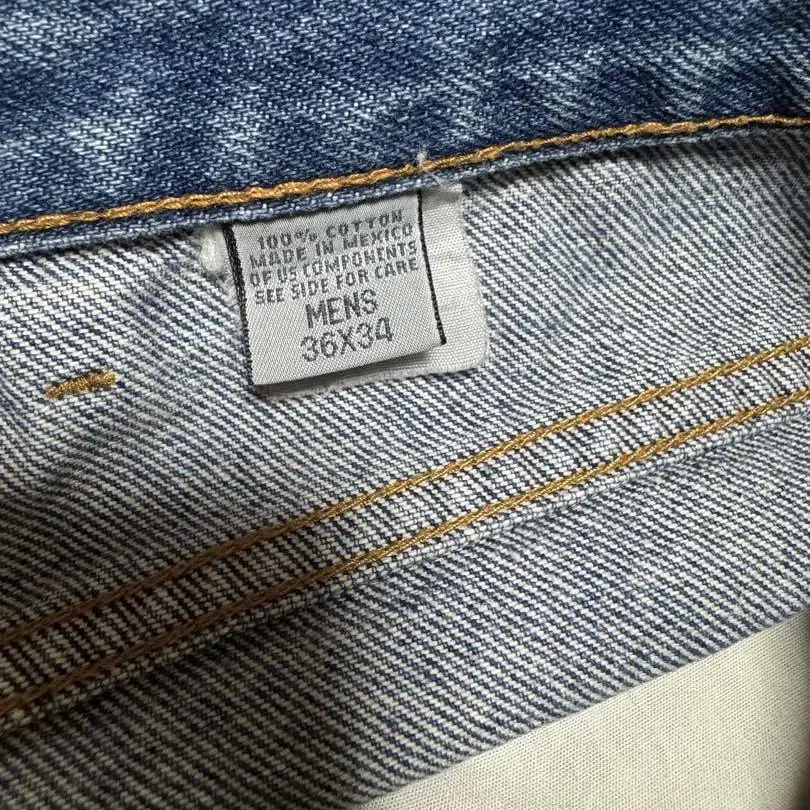 100% COTTON
MADE IN MEXICO
OF US COMPONENTS
SEE SIDE FOR CARE
MENS
36X34